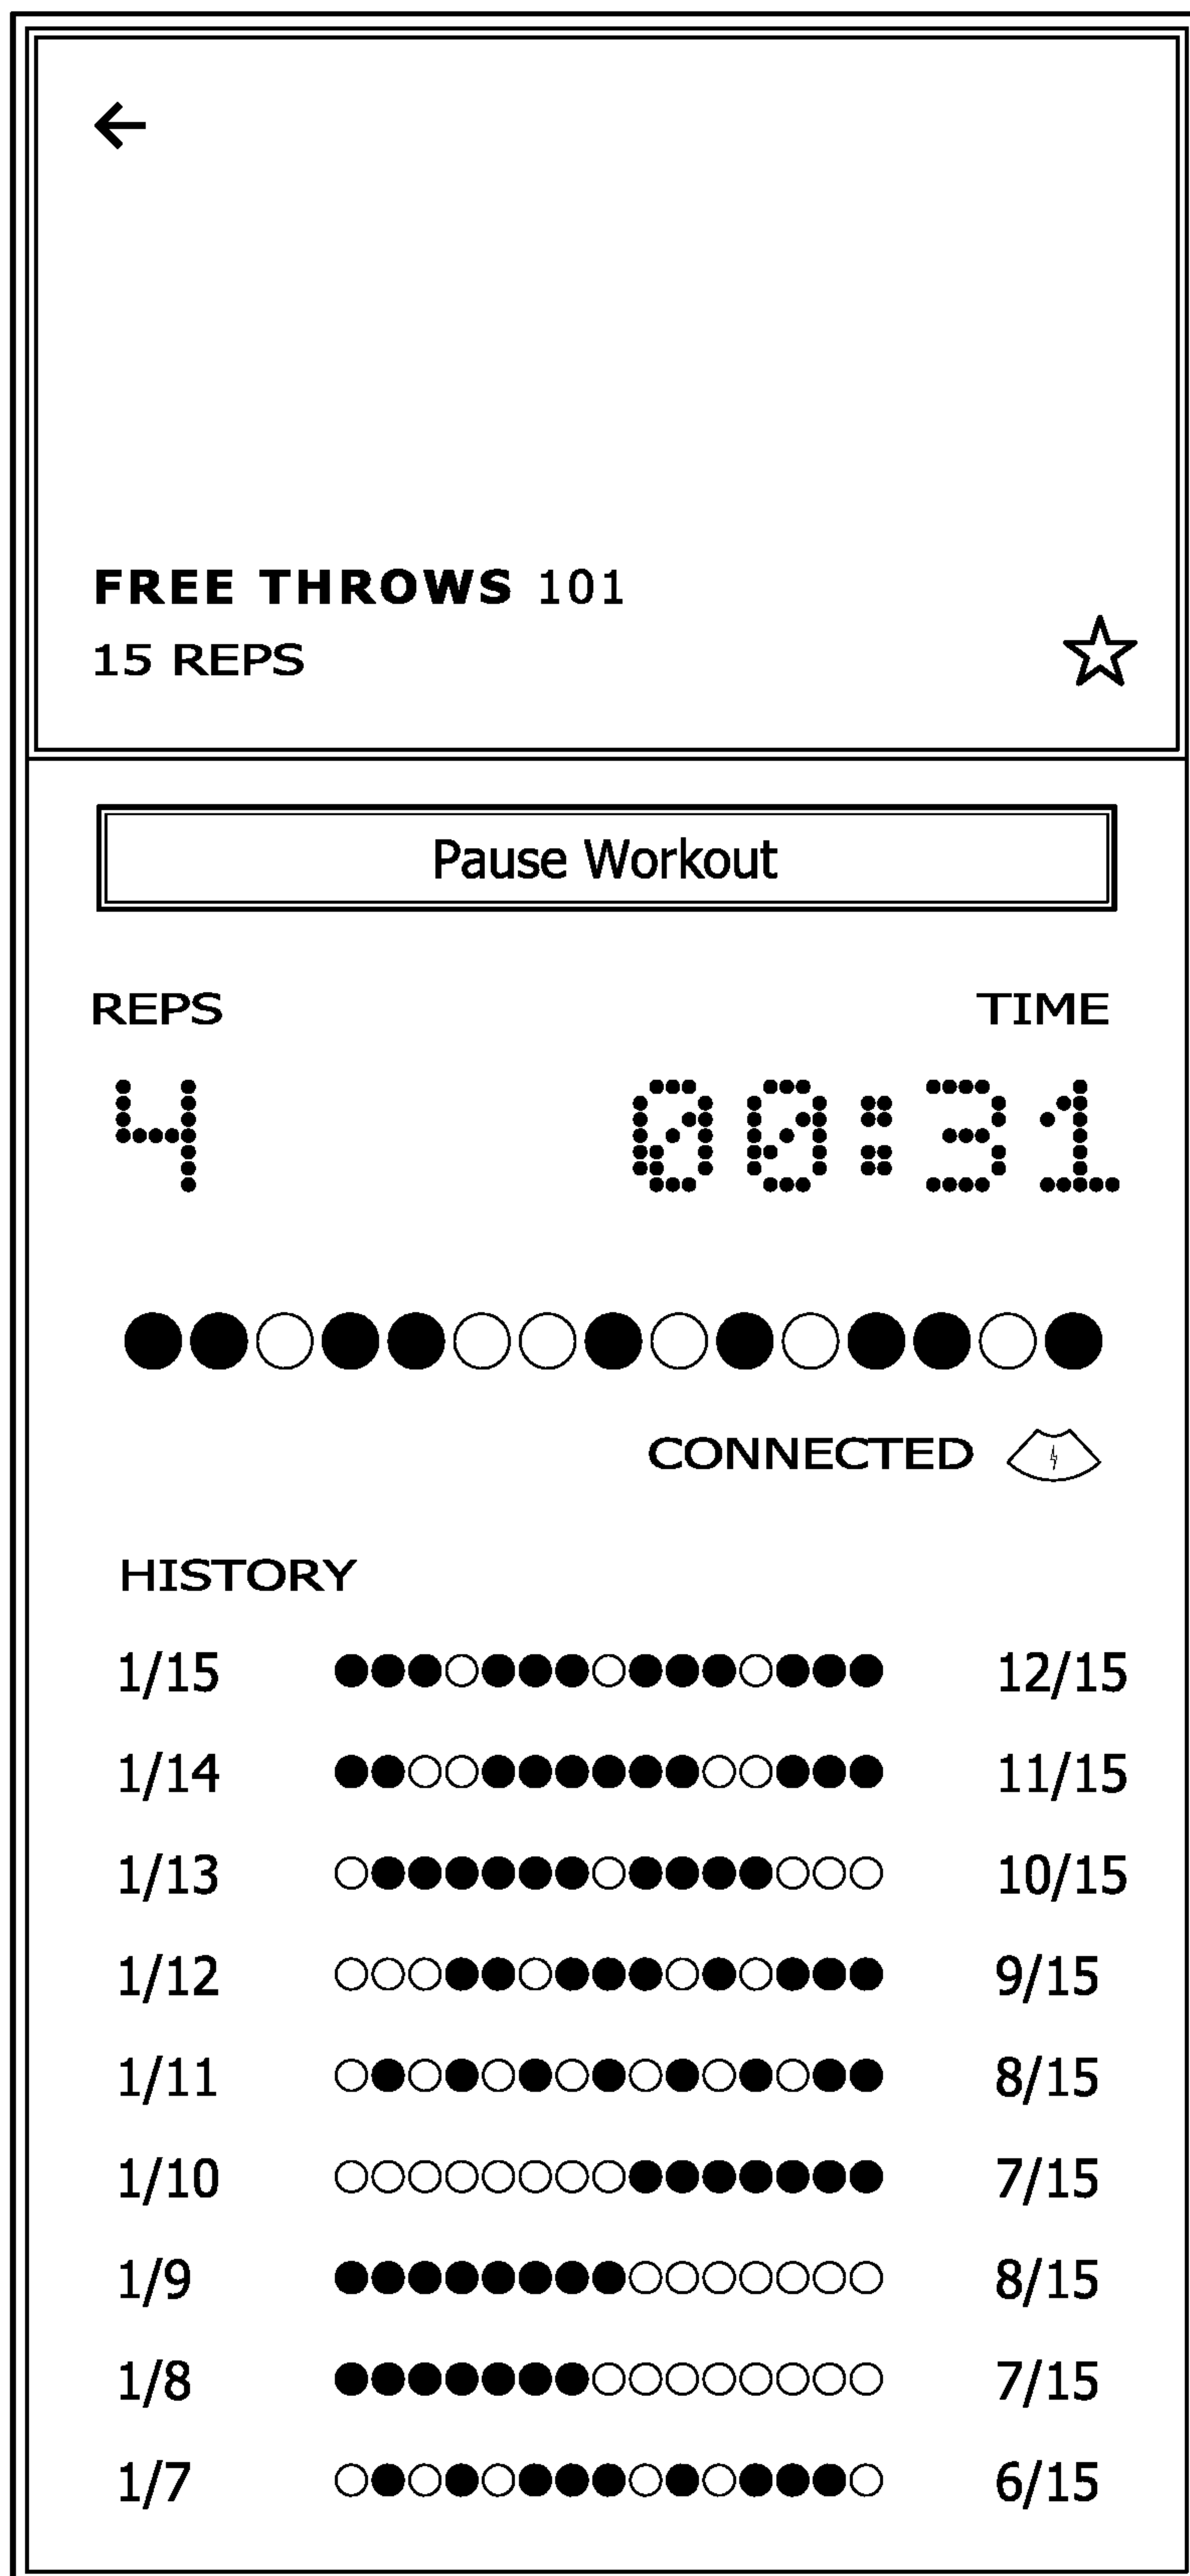 FREE THROWS 101
15 REPS
Pause Workout
REPS TIME
4 00:31
CONNECTED
HISTORY
1/15 12/15
1/14 11/15
1/13 10/15
1/12 9/15
1/11 8/15
1/10 7/15
1/9 8/15
1/8 7/15
1/7 6/15